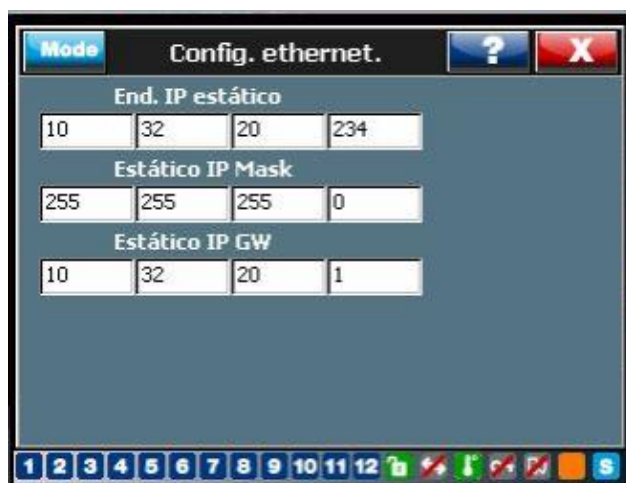 Mode Config. ethernet. ? X
End. IP estático
10 32 20 234
Estático IP Mask
255 255 255 0
Estático IP GW
10 32 20 1
1 2 3 4 5 6 7 8 9 10 11 12 S